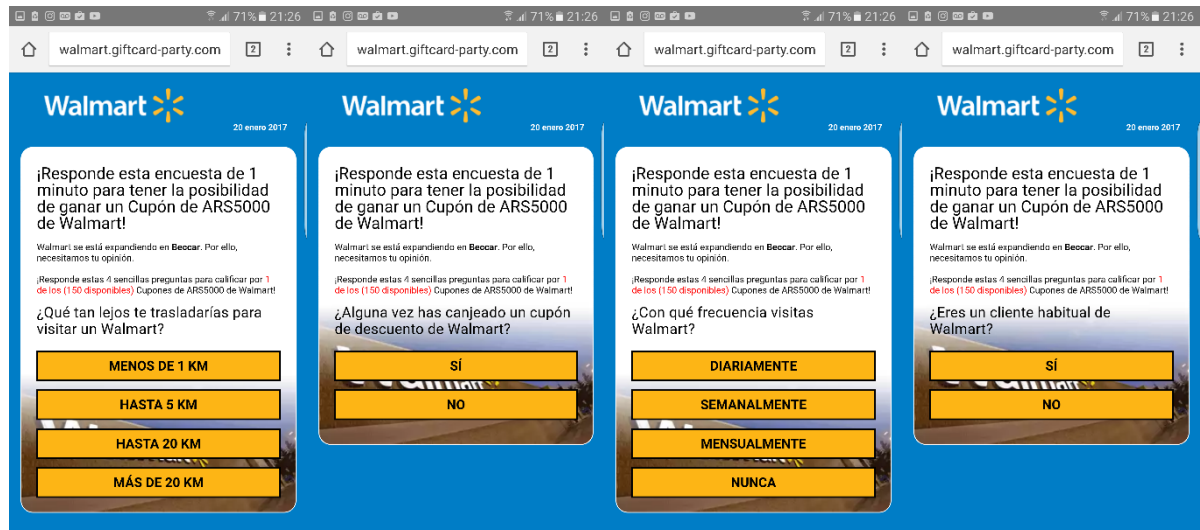 71% 21:26
walmart.giftcard-party.com 2
Walmart
20 enero 2017
¡Responde esta encuesta de 1
minuto para tener la posibilidad
de ganar un Cupón de ARS5000
de Walmart!
Walmart se está expandiendo en Beccar. Por ello,
necesitamos tu opinión.
¡Responde estas 4 sencillas preguntas para calificar por 1
de los (150 disponibles) Cupones de ARS5000 de Walmart!
¿Qué tan lejos te trasladarías para
visitar un Walmart?
MENOS DE 1 KM
HASTA 5 KM
HASTA 20 KM
MÁS DE 20 KM
71% 21:26
walmart.giftcard-party.com 2
Walmart
20 enero 2017
¡Responde esta encuesta de 1
minuto para tener la posibilidad
de ganar un Cupón de ARS5000
de Walmart!
Walmart se está expandiendo en Beccar. Por ello,
necesitamos tu opinión.
¡Responde estas 4 sencillas preguntas para calificar por 1
de los (150 disponibles) Cupones de ARS5000 de Walmart!
¿Alguna vez has canjeado un cupón
de descuento de Walmart?
SÍ
NO
71% 21:26
walmart.giftcard-party.com 2
Walmart
20 enero 2017
¡Responde esta encuesta de 1
minuto para tener la posibilidad
de ganar un Cupón de ARS5000
de Walmart!
Walmart se está expandiendo en Beccar. Por ello,
necesitamos tu opinión.
¡Responde estas 4 sencillas preguntas para calificar por 1
de los (150 disponibles) Cupones de ARS5000 de Walmart!
¿Con qué frecuencia visitas
Walmart?
DIARIAMENTE
SEMANALMENTE
MENSUALMENTE
NUNCA
71% 21:26
walmart.giftcard-party.com 2
Walmart
20 enero 2017
¡Responde esta encuesta de 1
minuto para tener la posibilidad
de ganar un Cupón de ARS5000
de Walmart!
Walmart se está expandiendo en Beccar. Por ello,
necesitamos tu opinión.
¡Responde estas 4 sencillas preguntas para calificar por 1
de los (150 disponibles) Cupones de ARS5000 de Walmart!
¿Eres un cliente habitual de
Walmart?
SÍ
NO